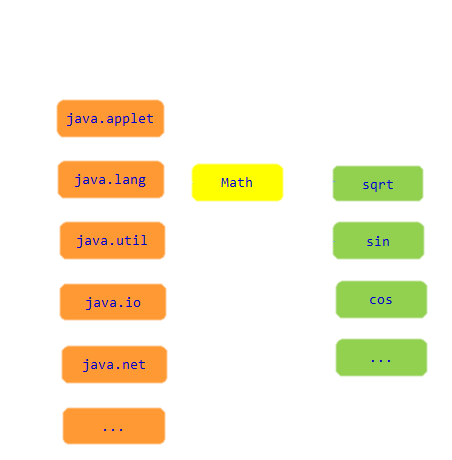 java.applet
java.lang
java.util
java.io
java.net
...
Math
sqrt
sin
cos
...